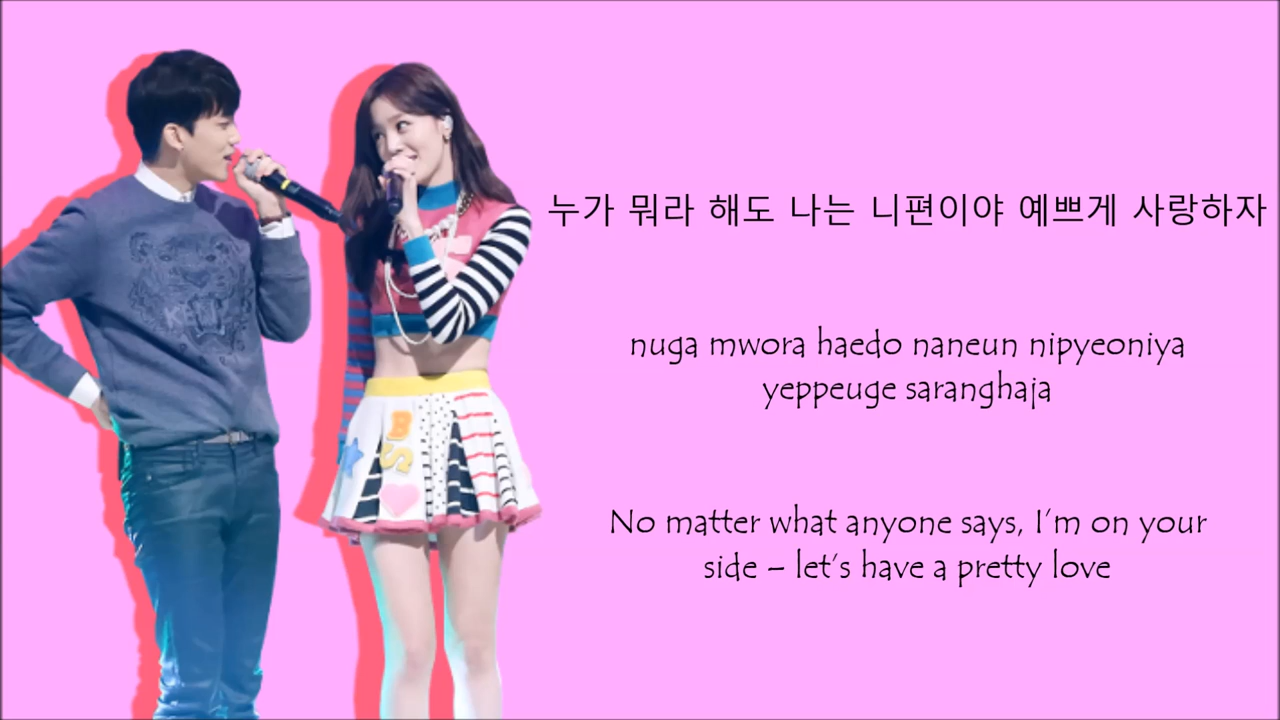 누가 뭐라 해도 나는 니편이야 예쁘게 사랑하자
nuga mwora haedo naneun nipyeoniya
yeppeuge saranghaja
No matter what anyone says, I'm on your
side – let's have a pretty love
B
S